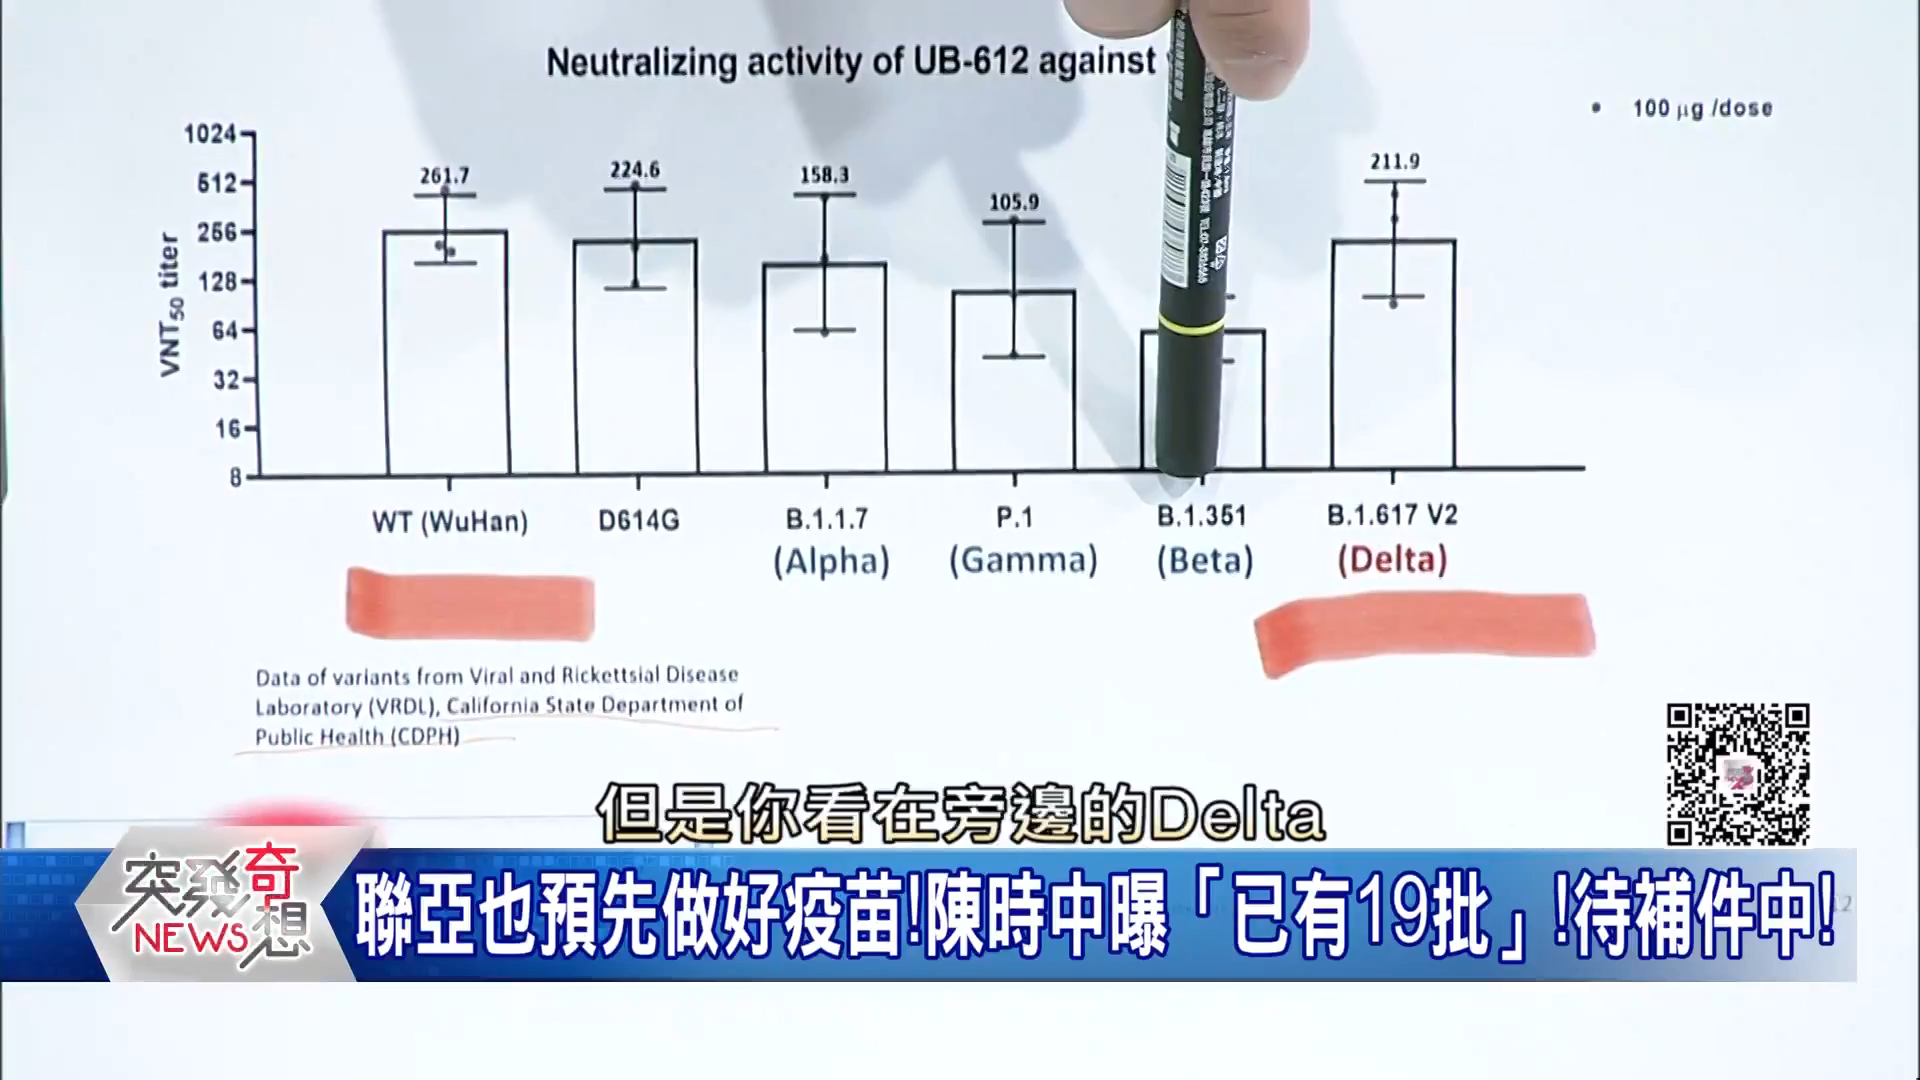 Neutralizing activity of UB-612 against
100 μg /dose
VNT50 titer
1024
512
256
128
64
32
16
8
261.7
224.6
158.3
105.9
211.9
WT (WuHan)
D614G
B.1.1.7
(Alpha)
P.1
(Gamma)
B.1.351
(Beta)
B.1.617 V2
(Delta)
Data of variants from Viral and Rickettsial Disease
Laboratory (VRDL), California State Department of
Public Health (CDPH)
但是你看在旁邊的Delta
突發奇想
NEWS
聯亞也預先做好疫苗!陳時中曝「已有19批」!待補件中!